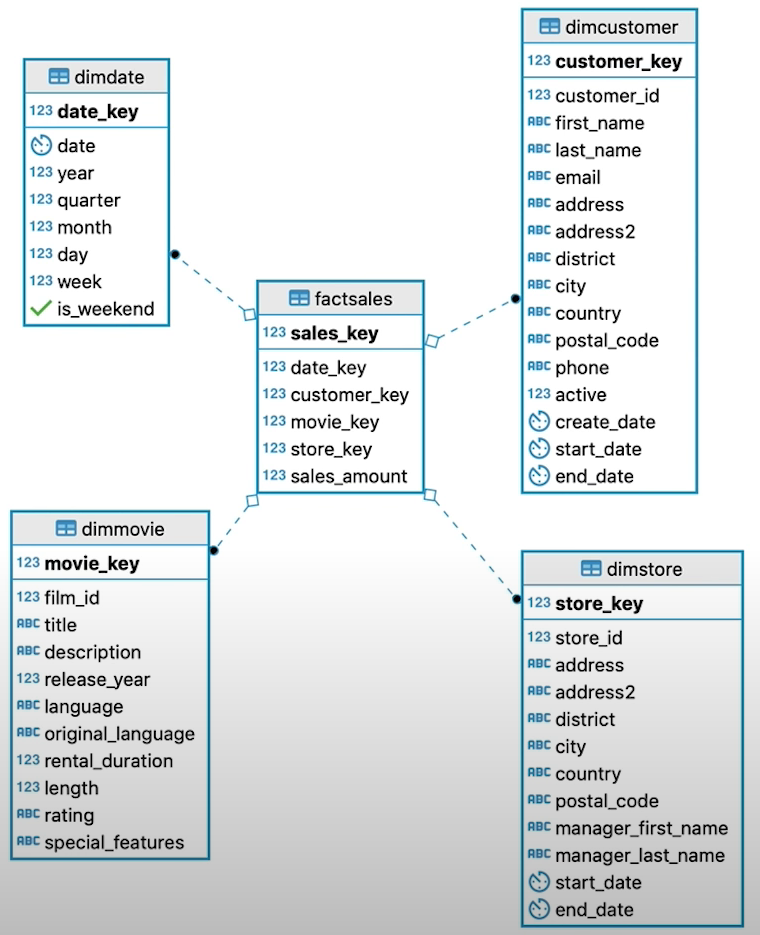 dimdate
123 date_key
date
123 year
123 quarter
123 month
123 day
123 week
is_weekend
dimcustomer
123 customer_key
123 customer_id
ABC first_name
ABC last_name
ABC email
ABC address
ABC address2
ABC district
ABC city
ABC country
ABC postal_code
ABC phone
123 active
create_date
start_date
end_date
factsales
123 sales_key
123 date_key
123 customer_key
123 movie_key
123 store_key
123 sales_amount
dimmovie
123 movie_key
123 film_id
ABC title
ABC description
123 release_year
ABC language
ABC original_language
123 rental_duration
123 length
ABC rating
ABC special_features
dimstore
123 store_key
123 store_id
ABC address
ABC address2
ABC district
ABC city
ABC country
ABC postal_code
ABC manager_first_name
ABC manager_last_name
start_date
end_date